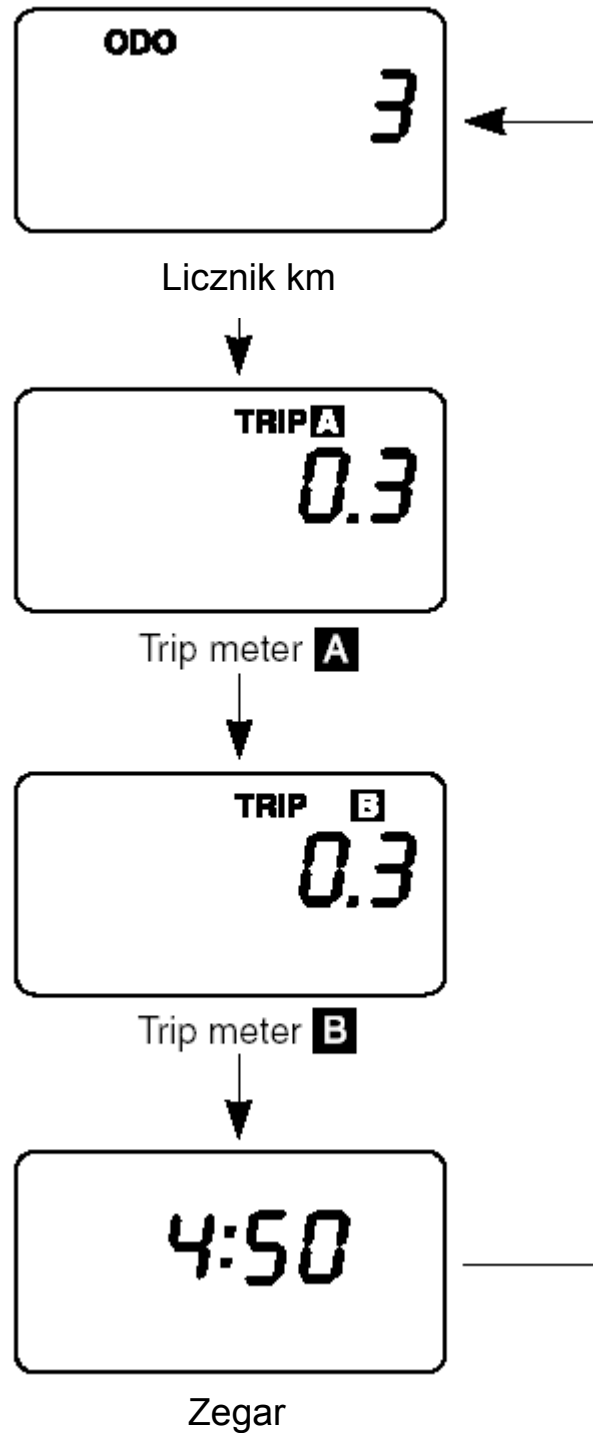 ODO
3
Licznik km
TRIP A
0.3
Trip meter A
TRIP B
0.3
Trip meter B
4:50
Zegar